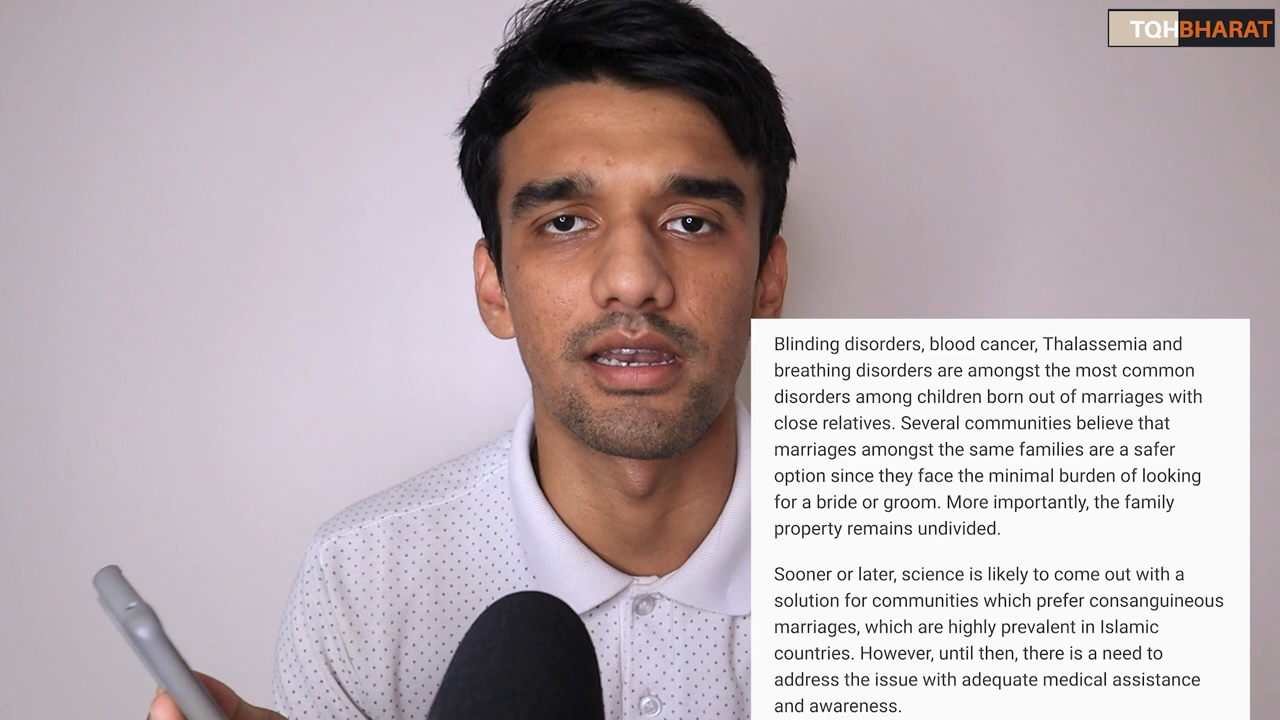 TQHBHARAT
Blinding disorders, blood cancer, Thalassemia and
breathing disorders are amongst the most common
disorders among children born out of marriages with
close relatives. Several communities believe that
marriages amongst the same families are a safer
option since they face the minimal burden of looking
for a bride or groom. More importantly, the family
property remains undivided.
Sooner or later, science is likely to come out with a
solution for communities which prefer consanguineous
marriages, which are highly prevalent in Islamic
countries. However, until then, there is a need to
address the issue with adequate medical assistance
and awareness.